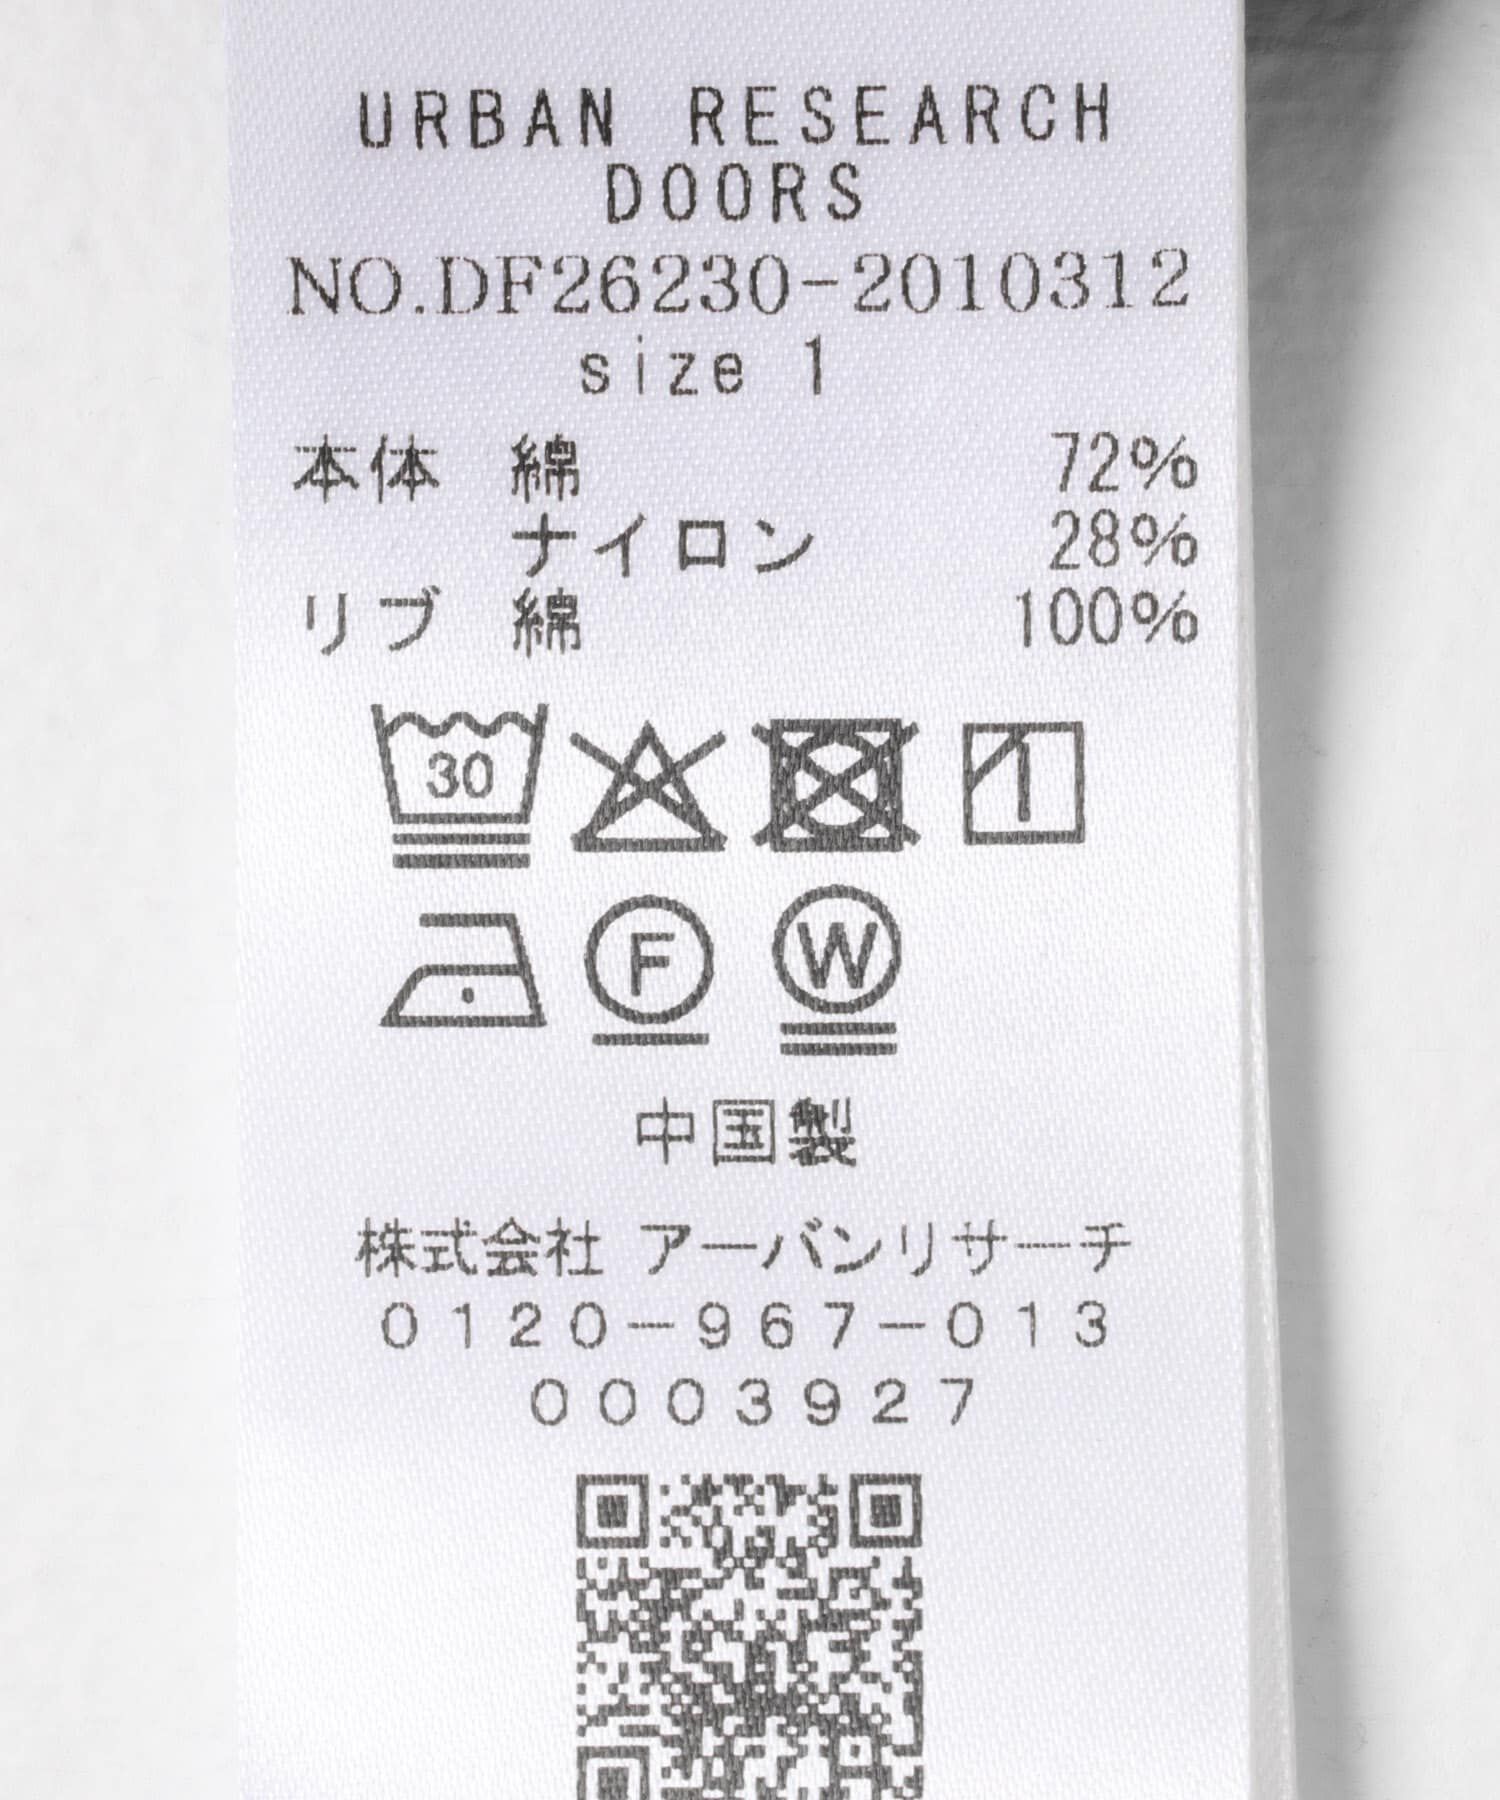 URBAN RESEARCH
DOORS
NO.DF26230-2010312
size 1
本体 綿 72%
ナイロン 28%
リブ 綿 100%
30
F
W
中国製
株式会社 アーバンリサーチ
0120-967-013
0003927